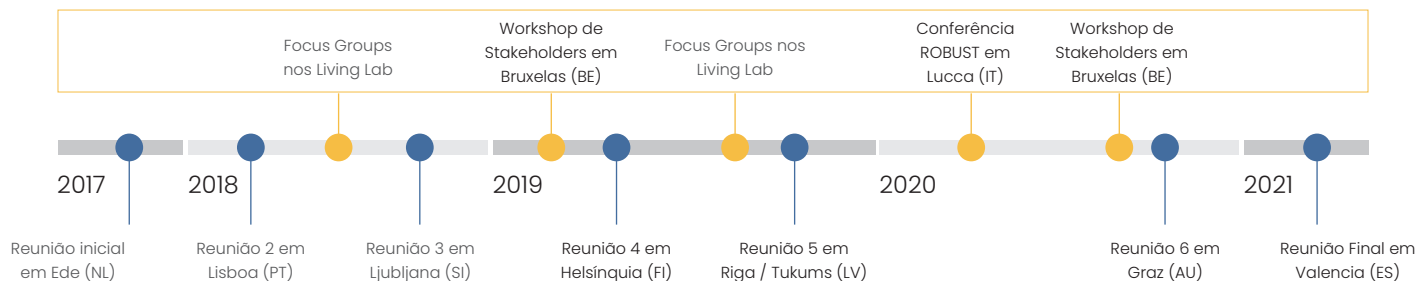 Focus Groups
nos Living Lab
Workshop de
Stakeholders em
Bruxelas (BE)
Focus Groups nos
Living Lab
Conferência
ROBUST em
Lucca (IT)
Workshop de
Stakeholders em
Bruxelas (BE)
2017
2018
2019
2020
2021
Reunião inicial
em Ede (NL)
Reunião 2 em
Lisboa (PT)
Reunião 3 em
Ljubljana (SI)
Reunião 4 em
Helsínquia (FI)
Reunião 5 em
Riga / Tukums (LV)
Reunião 6 em
Graz (AU)
Reunião Final em
Valencia (ES)